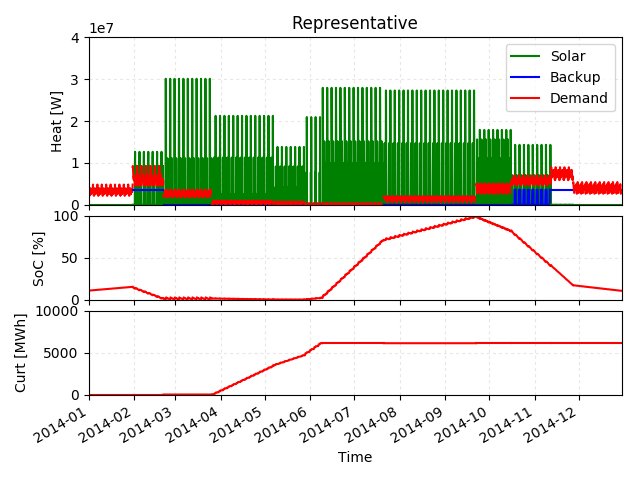 Representative
1e7
4
3
2
1
0
Heat [W]
Solar
Backup
Demand
100
50
0
SoC [%]
10000
5000
0
Curt [MWh]
2014-01
2014-02
2014-03
2014-04
2014-05
2014-06
2014-07
2014-08
2014-09
2014-10
2014-11
2014-12
Time